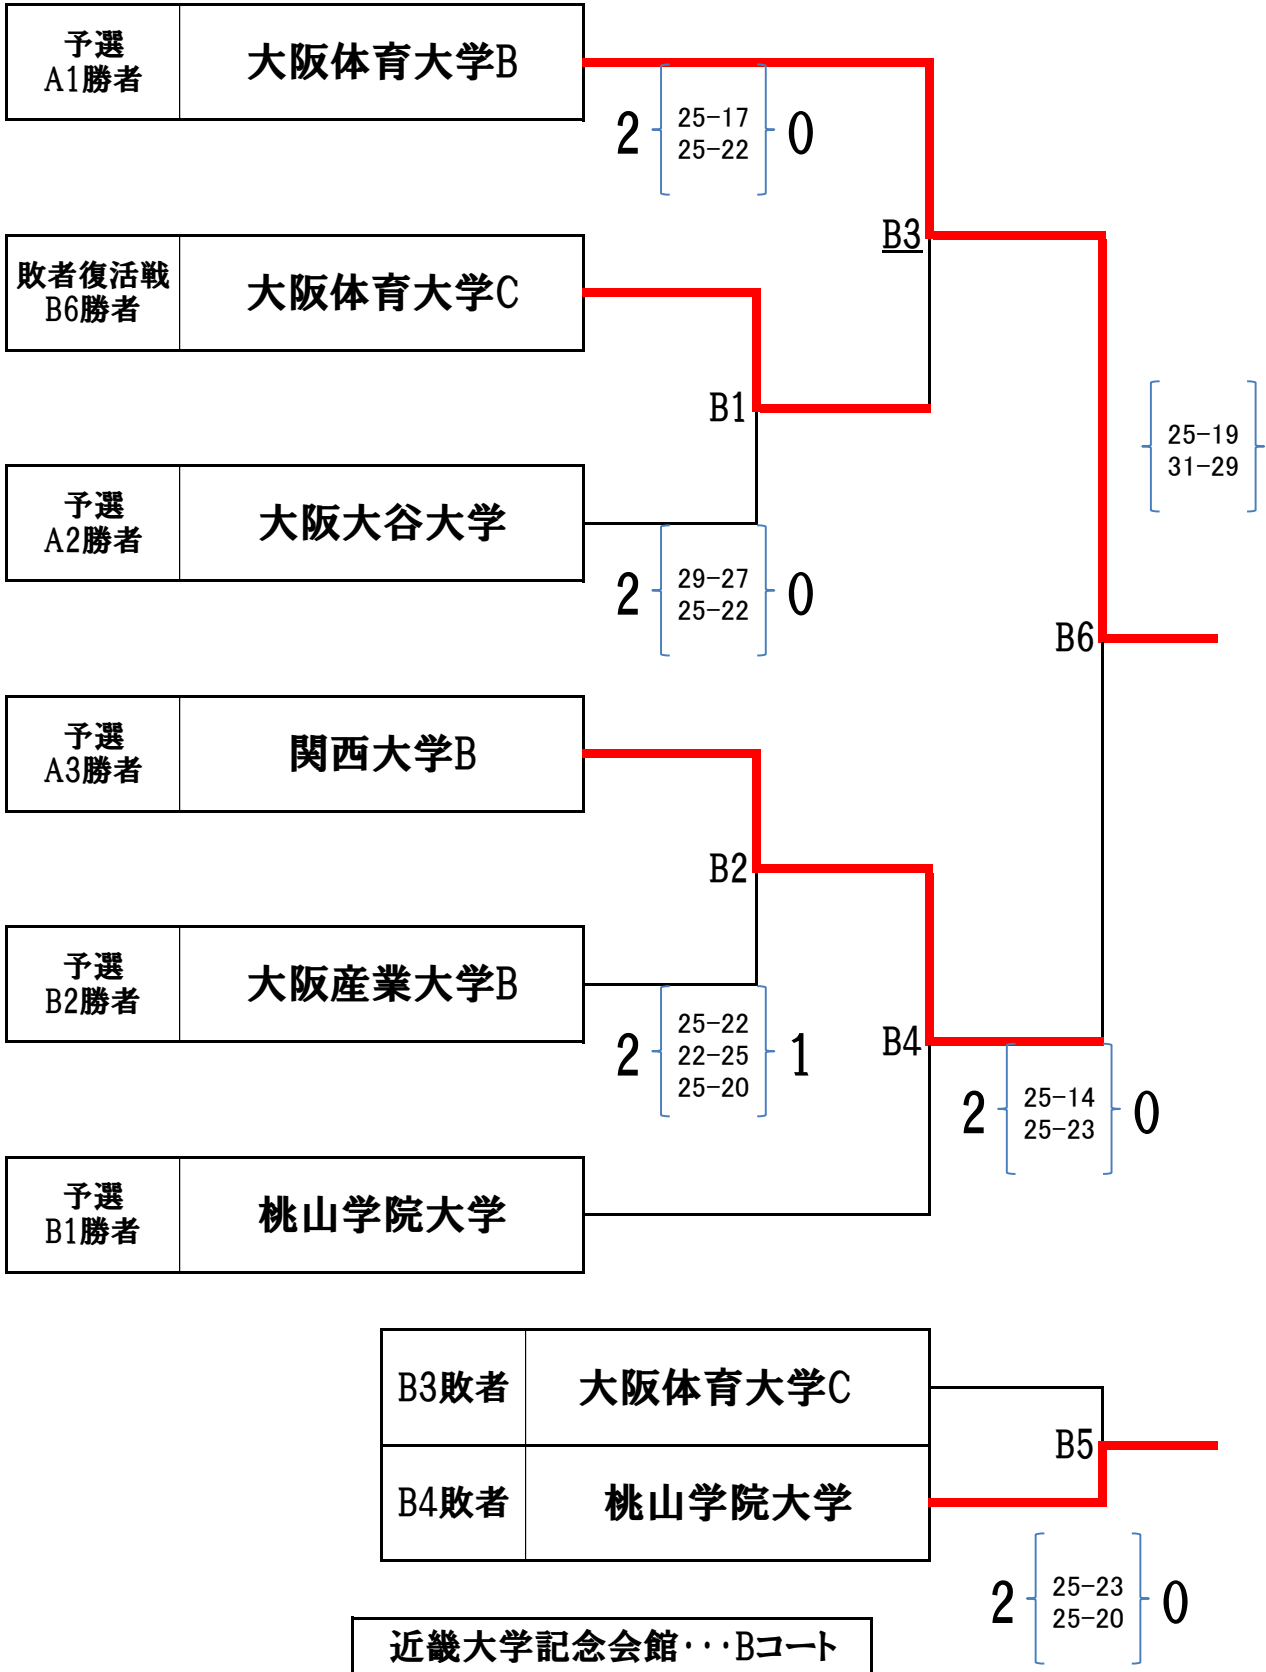 予選
A1勝者
大阪体育大学B
2 25-17 0
25-22
B3
敗者復活戦
B6勝者
大阪体育大学C
B1
25-19
31-29
予選
A2勝者
大阪大谷大学
2 29-27 0
25-22
B6
予選
A3勝者
関西大学B
B2
予選
B2勝者
大阪産業大学B
25-22
2 22-25 1
25-20
B4
2 25-14 0
25-23
予選
B1勝者
桃山学院大学
B3敗者
大阪体育大学C
B5
B4敗者
桃山学院大学
2 25-23 0
25-20
近畿大学記念会館･･･Bコート